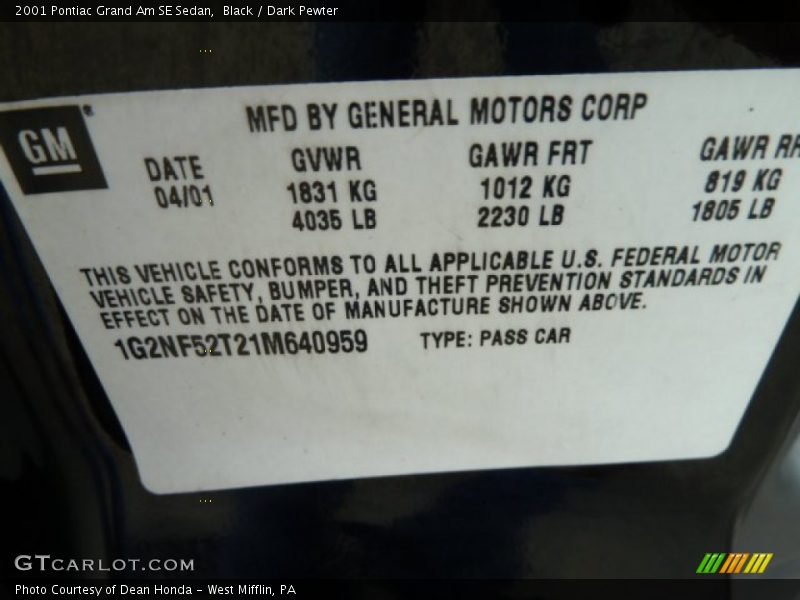 2001 Pontiac Grand Am SE Sedan, Black / Dark Pewter
MFD BY GENERAL MOTORS CORP
GM®
DATE GVWR GAWR FRT GAWR RR
04/01 1831 KG 1012 KG 819 KG
4035 LB 2230 LB 1805 LB
THIS VEHICLE CONFORMS TO ALL APPLICABLE U.S. FEDERAL MOTOR
VEHICLE SAFETY, BUMPER, AND THEFT PREVENTION STANDARDS IN
EFFECT ON THE DATE OF MANUFACTURE SHOWN ABOVE.
1G2NF52T21M640959 TYPE: PASS CAR
GTCARLOT.COM
Photo Courtesy of Dean Honda - West Mifflin, PA